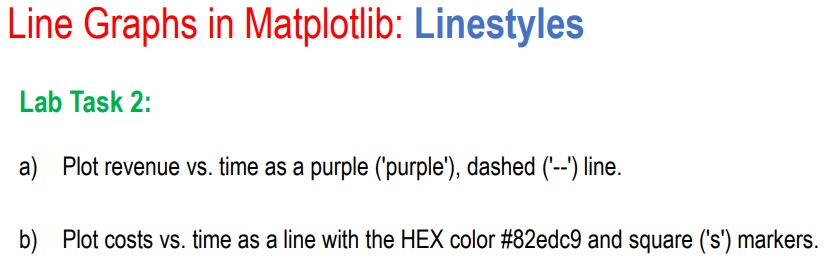 Line Graphs in Matplotlib: Linestyles
Lab Task 2:
a) Plot revenue vs. time as a purple ('purple'), dashed ('--') line.
b) Plot costs vs. time as a line with the HEX color #82edc9 and square ('s') markers.